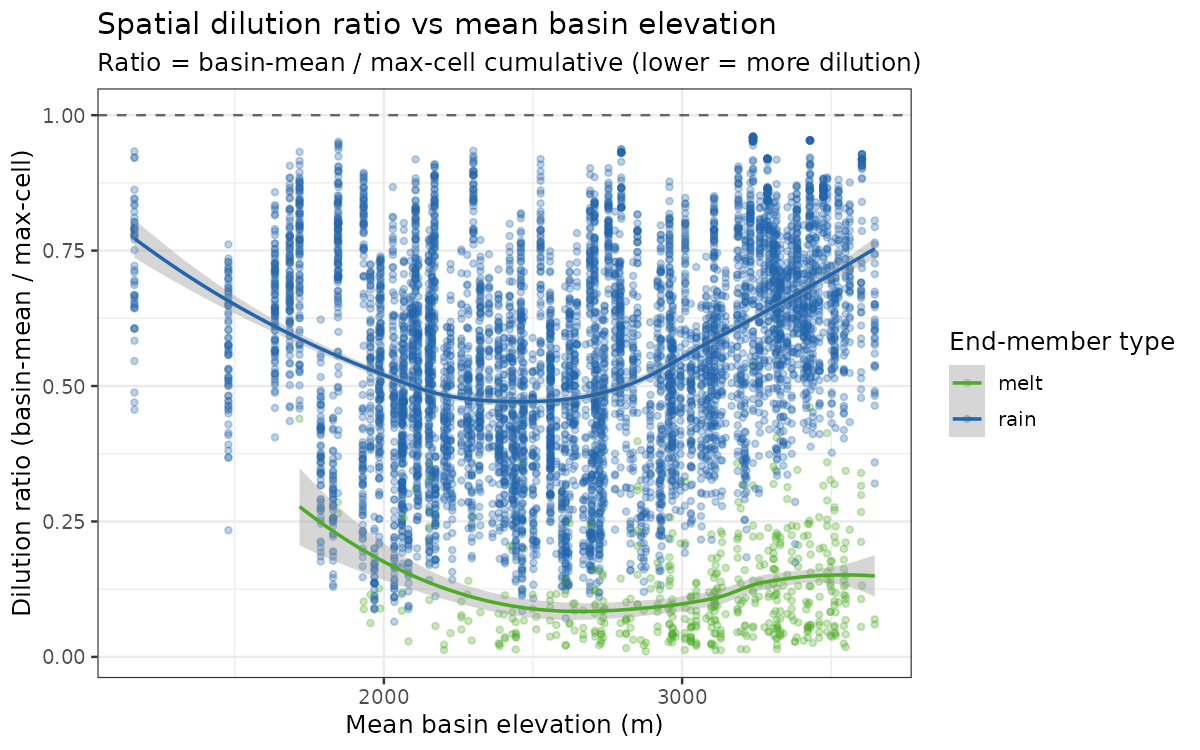 Spatial dilution ratio vs mean basin elevation
Ratio = basin-mean / max-cell cumulative (lower = more dilution)
Dilution ratio (basin-mean / max-cell)
1.00
0.75
0.50
0.25
0.00
2000
3000
Mean basin elevation (m)
End-member type
melt
rain